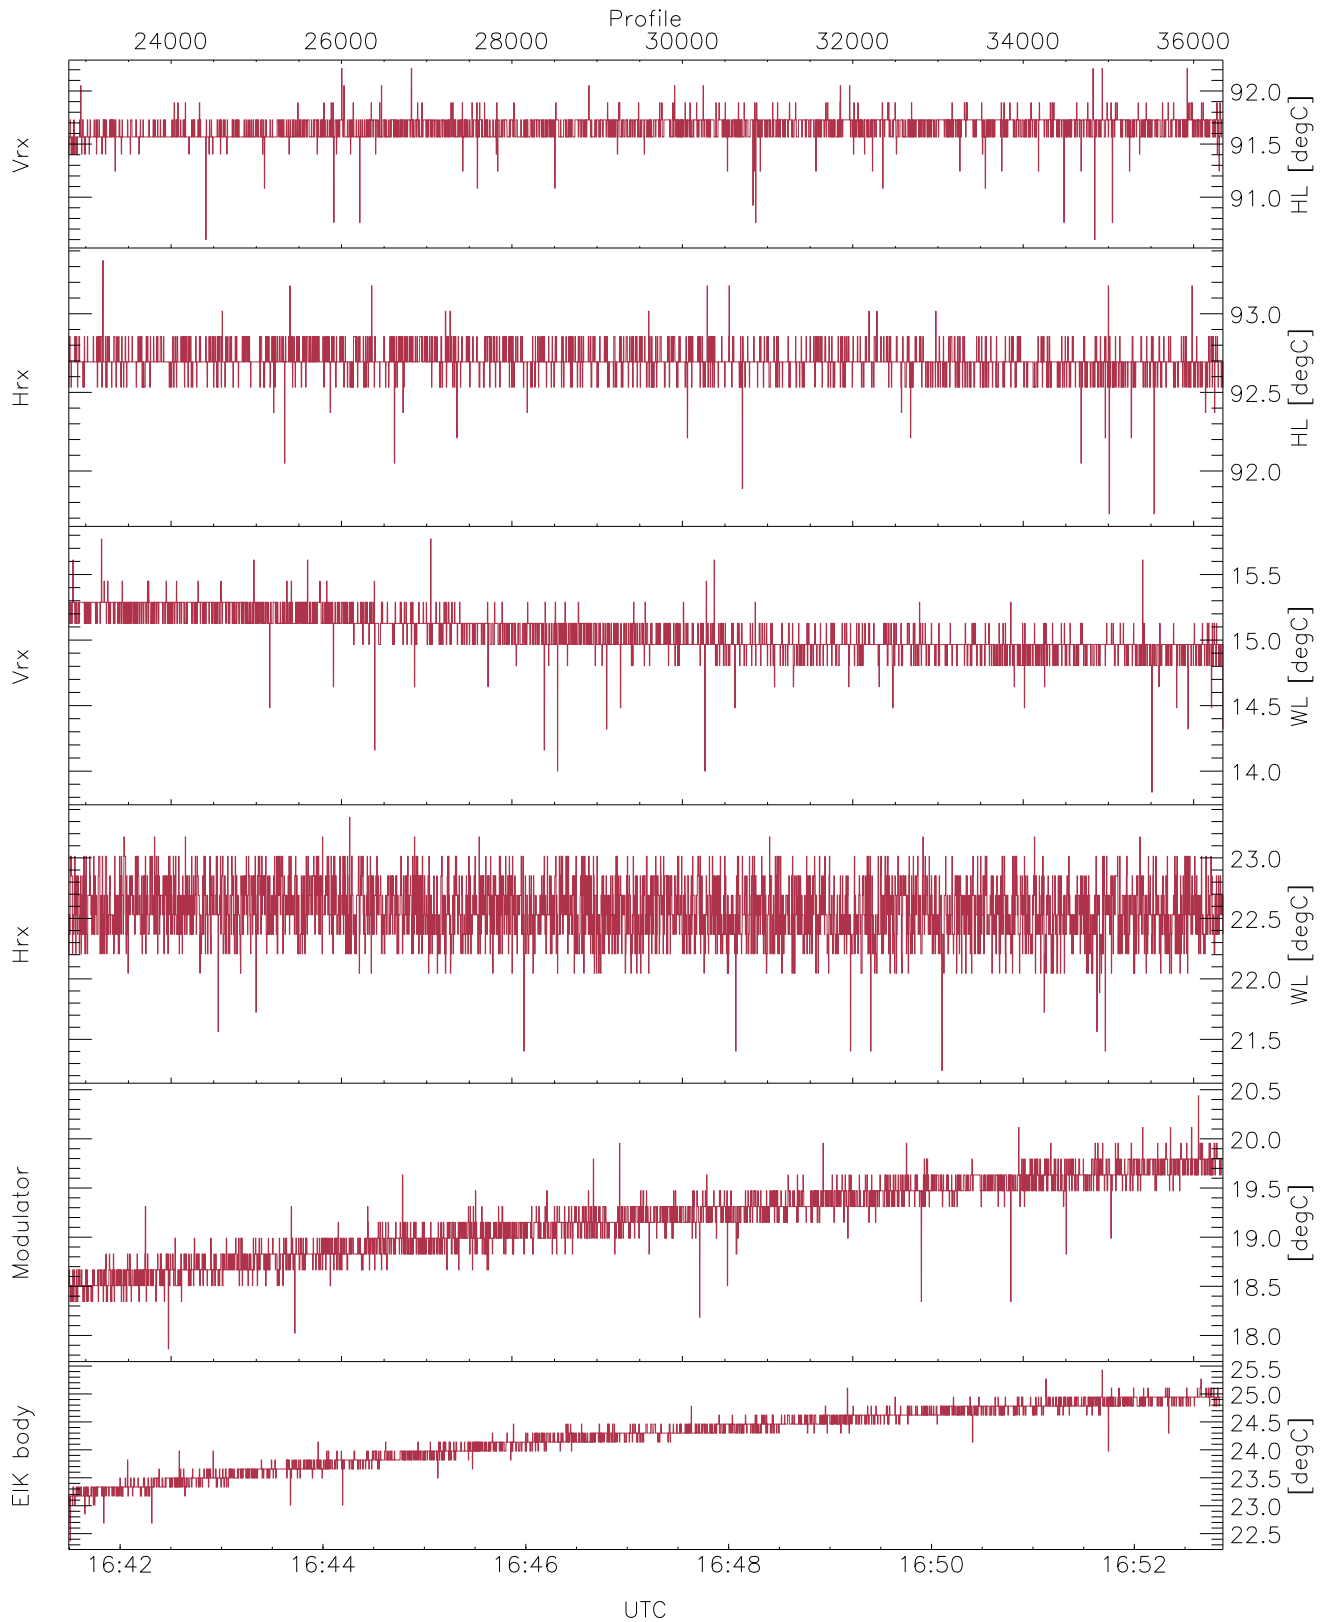 Profile
24000 26000 28000 30000 32000 34000 36000
Vrx
92.0
91.5
91.0
HL [degC]
Hrx
93.0
92.5
92.0
HL [degC]
Vrx
15.5
15.0
14.5
14.0
WL [degC]
Hrx
23.0
22.5
22.0
21.5
WL [degC]
Modulator
20.5
20.0
19.5
19.0
18.5
18.0
[degC]
EIK body
25.5
25.0
24.5
24.0
23.5
23.0
22.5
[degC]
16:42 16:44 16:46 16:48 16:50 16:52
UTC